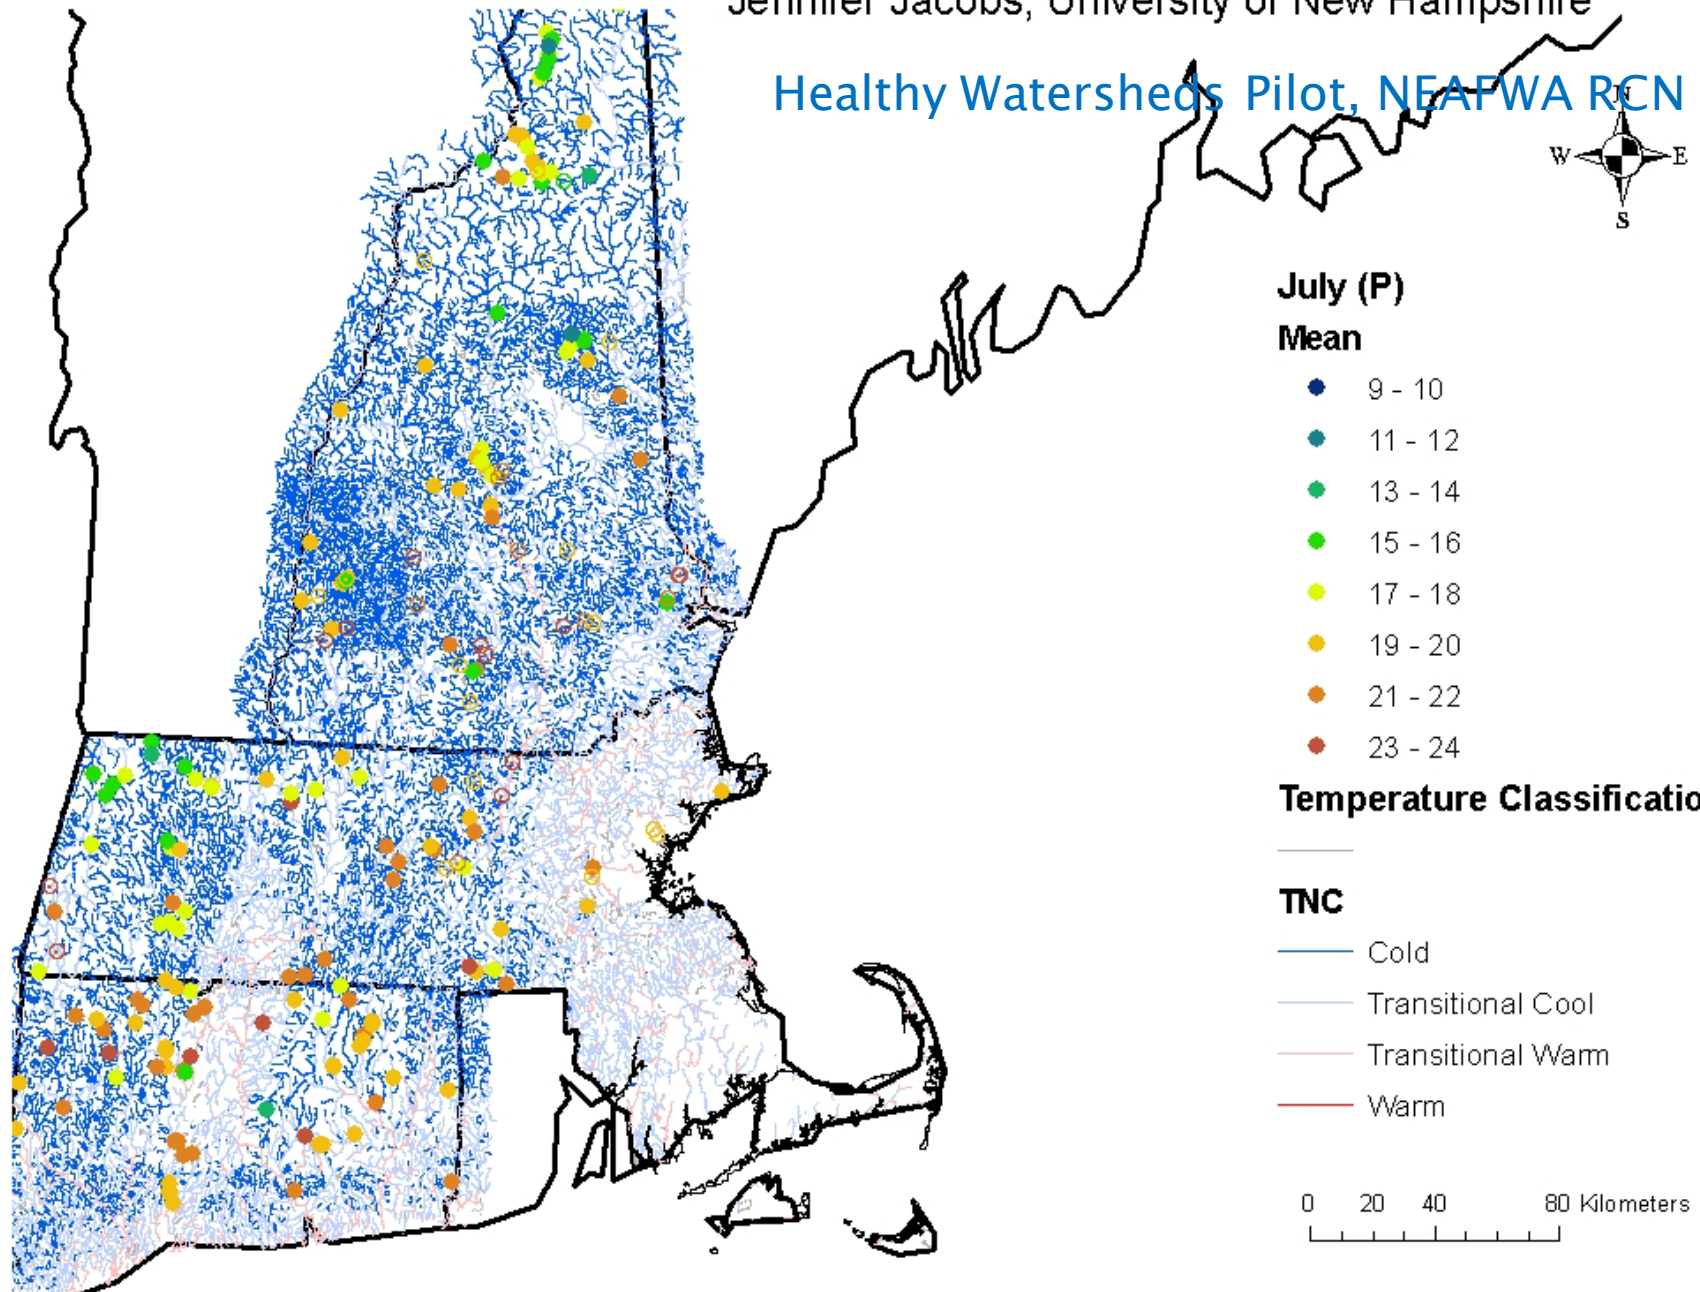 Jennifer Jacobs, University of New Hampshire
Healthy Watersheds Pilot, NEAFWA RCN
N
W E
S
July (P)
Mean
9 - 10
11 - 12
13 - 14
15 - 16
17 - 18
19 - 20
21 - 22
23 - 24
Temperature Classificatio
TNC
Cold
Transitional Cool
Transitional Warm
Warm
0 20 40 80 Kilometers